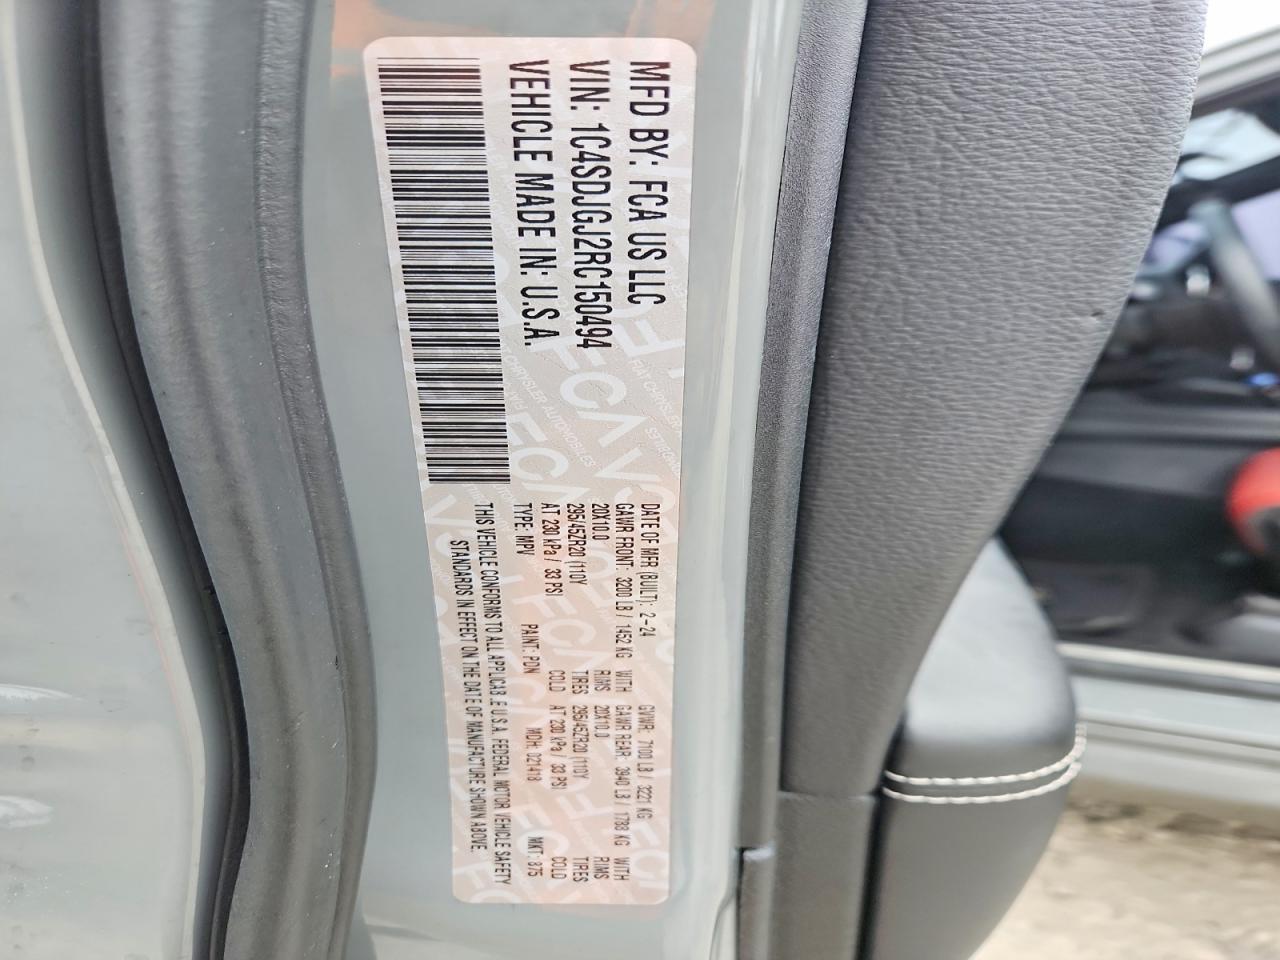 MFD BY: FCA US LLC
VIN: 1C4SDJGJ2RC150494
VEHICLE MADE IN: U.S.A.
DATE OF MFR (BUILT): 2-24 GVWR: 7100 LB / 3221 KG
GAWR FRONT: 3200 LB / 1452 KG WITH GAWR REAR: 3940 LB / 1788 KG WITH
20X10.0 RIMS 20X10.0 RIMS
295/45ZR20 (110Y TIRES 295/45ZR20 (110Y TIRES
AT 230 kPa / 33 PSI COLD AT 230 kPa / 33 PSI COLD
TYPE: MPV PAINT: PDN MDH: 021418 MKT: 875
THIS VEHICLE CONFORMS TO ALL APPLICABLE U.S.A. FEDERAL MOTOR VEHICLE SAFETY
STANDARDS IN EFFECT ON THE DATE OF MANUFACTURE SHOWN ABOVE.